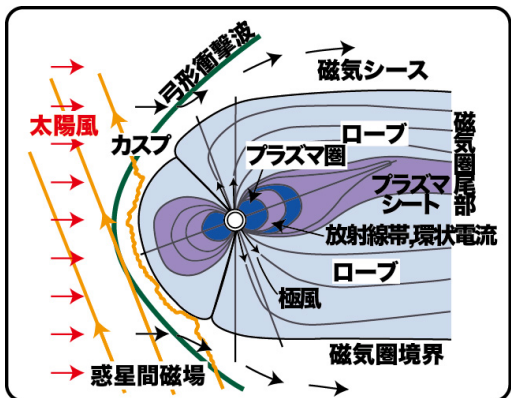 弓形衝撃波
磁気シース
太陽風
カスプ
ローブ
磁気圏尾部
プラズマ圏
プラズマ
シート
放射線帯,環状電流
ローブ
極風
磁気圏境界
惑星間磁場